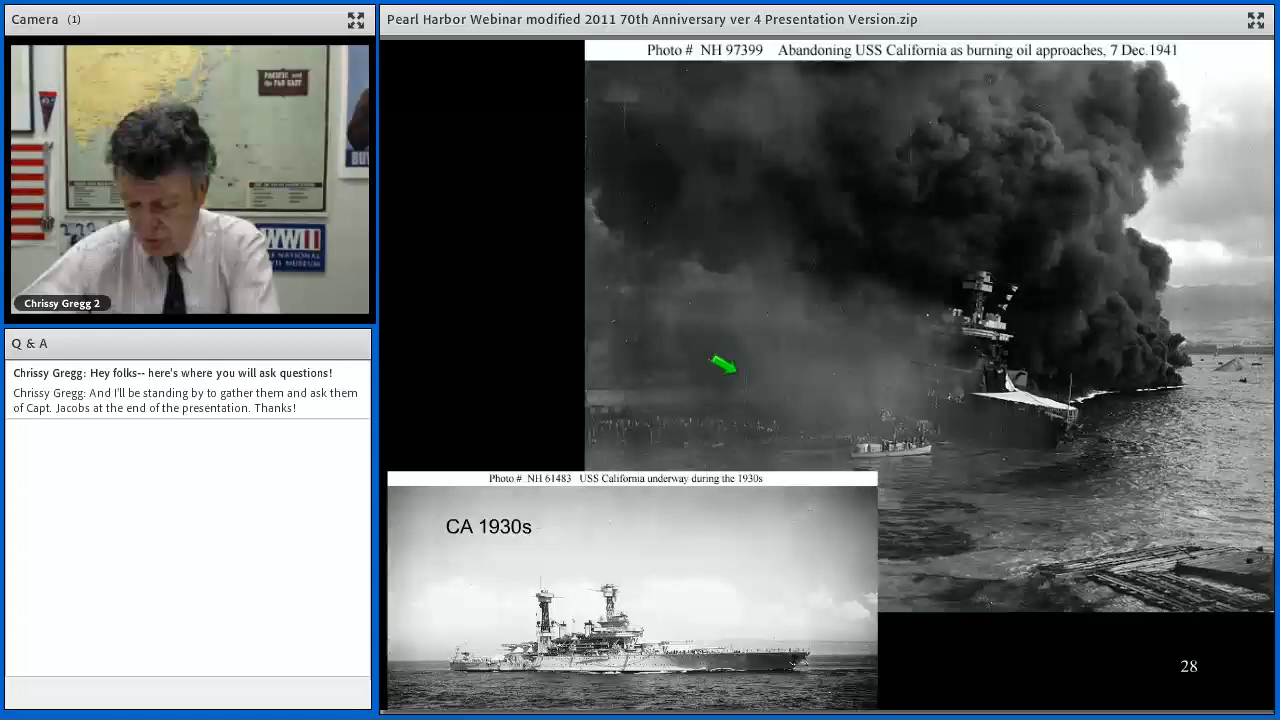 Camera (1)
PACIFIC and
the FAR EAST
BUY
WWII
NATIONAL
MUSEUM
Chrissy Gregg 2
Q & A
Chrissy Gregg: Hey folks-- here's where you will ask questions!
Chrissy Gregg: And I'll be standing by to gather them and ask them
of Capt. Jacobs at the end of the presentation. Thanks!
Pearl Harbor Webinar modified 2011 70th Anniversary ver 4 Presentation Version.zip
Photo # NH 97399 Abandoning USS California as burning oil approaches, 7 Dec.1941
Photo # NH 61483 USS California underway during the 1930s
CA 1930s
28